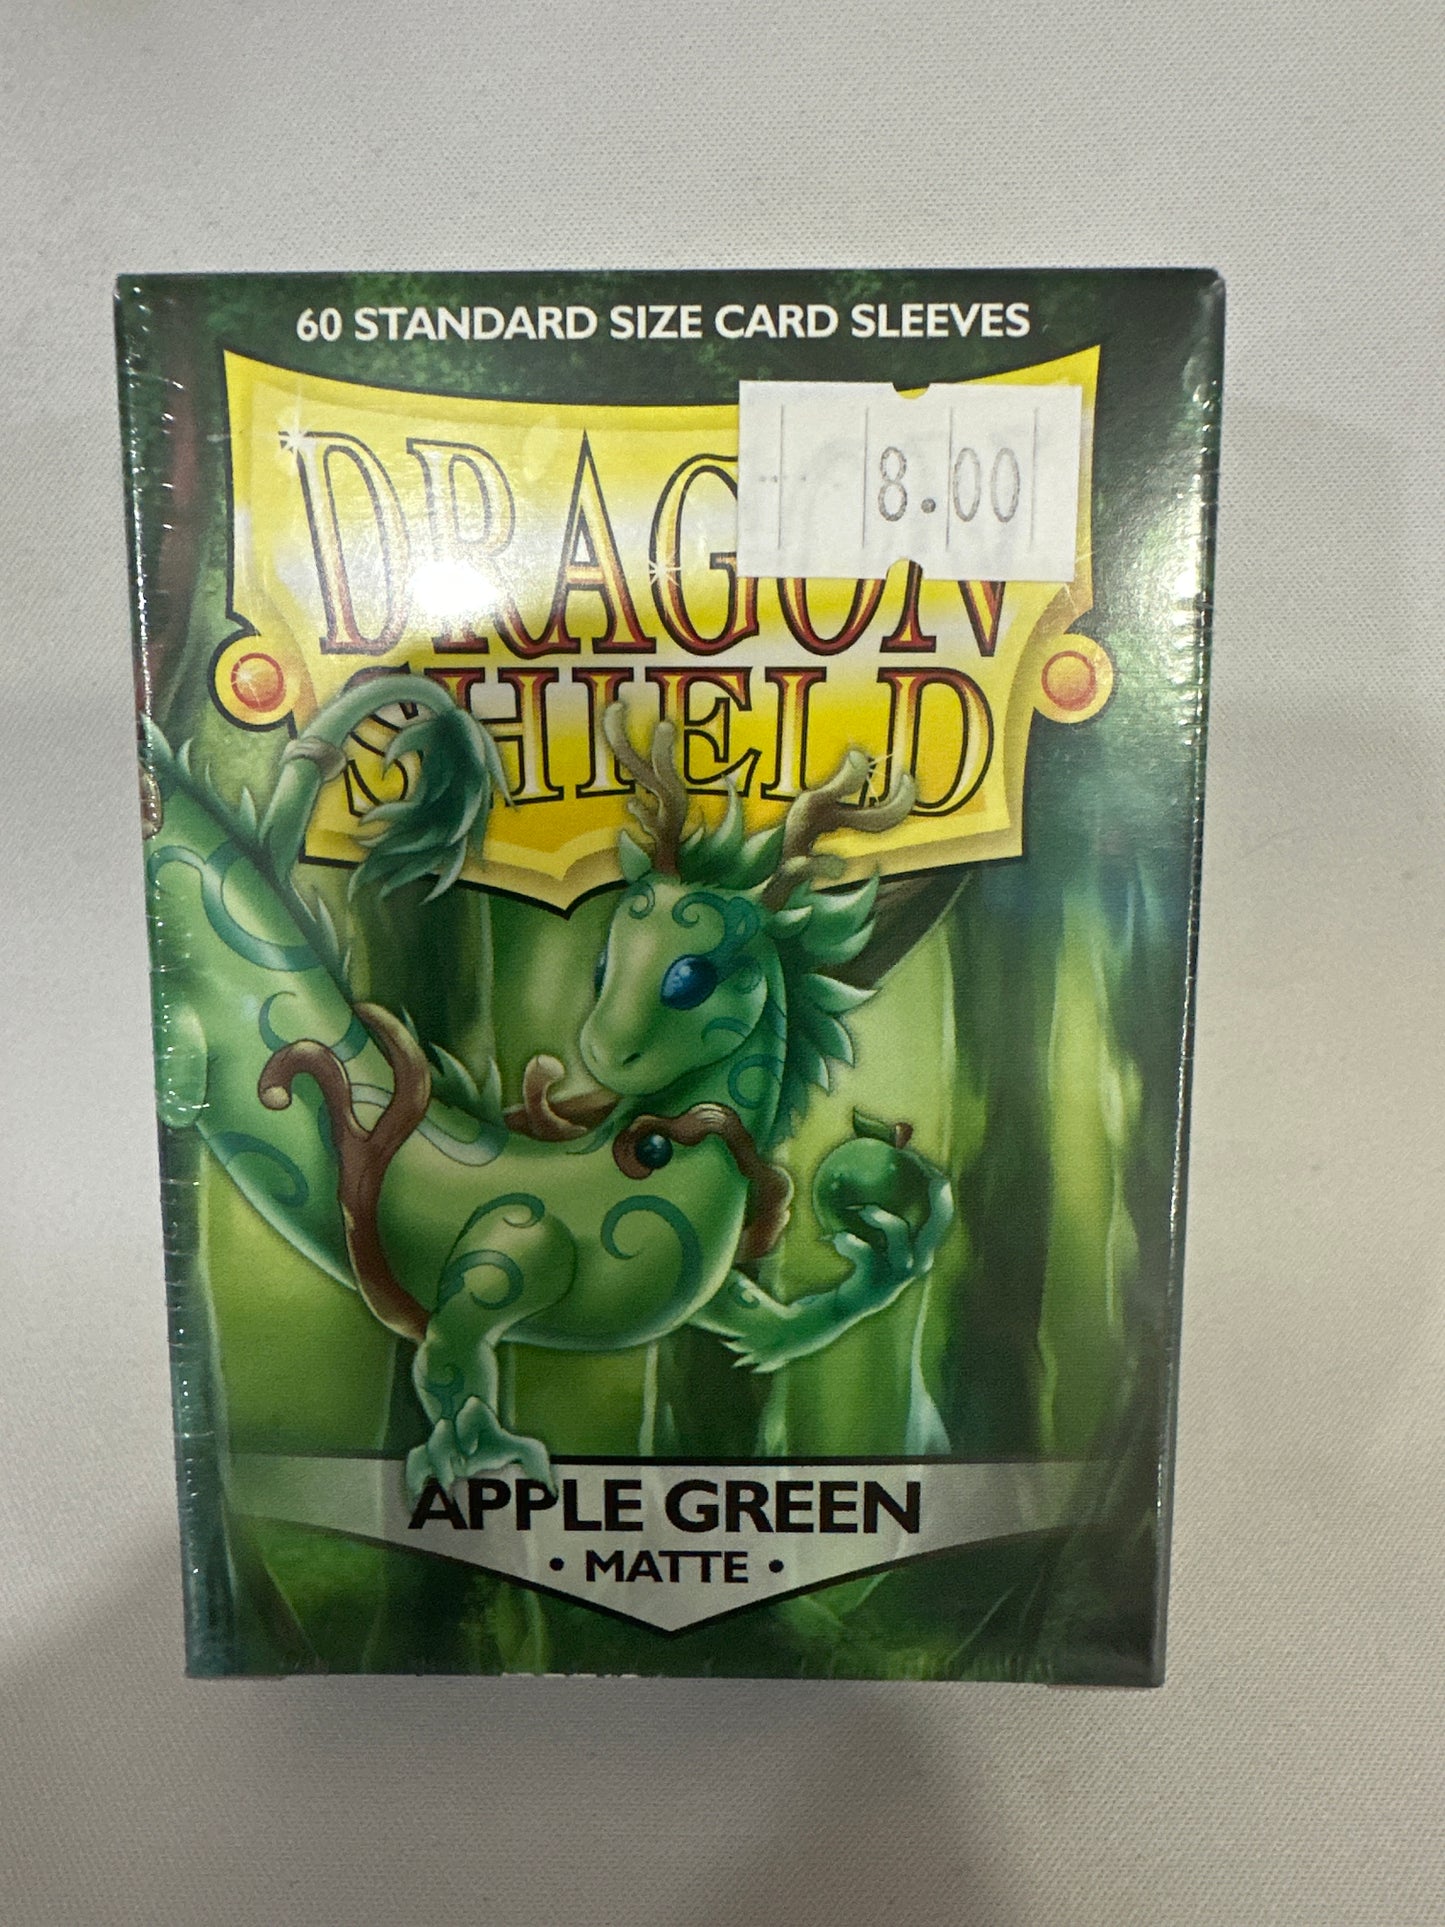 60 STANDARD SIZE CARD SLEEVES
8.00
DRAGON
SHIELD
APPLE GREEN
• MATTE •